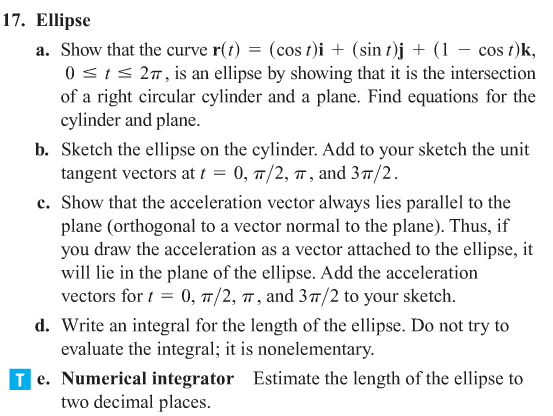 17. Ellipse
a. Show that the curve r(t) = (cos t)i + (sin t)j + (1 − cos t)k,
0 ≤ t ≤ 2π, is an ellipse by showing that it is the intersection
of a right circular cylinder and a plane. Find equations for the
cylinder and plane.
b. Sketch the ellipse on the cylinder. Add to your sketch the unit
tangent vectors at t = 0, π/2, π, and 3π/2.
c. Show that the acceleration vector always lies parallel to the
plane (orthogonal to a vector normal to the plane). Thus, if
you draw the acceleration as a vector attached to the ellipse, it
will lie in the plane of the ellipse. Add the acceleration
vectors for t = 0, π/2, π, and 3π/2 to your sketch.
d. Write an integral for the length of the ellipse. Do not try to
evaluate the integral; it is nonelementary.
T e. Numerical integrator Estimate the length of the ellipse to
two decimal places.